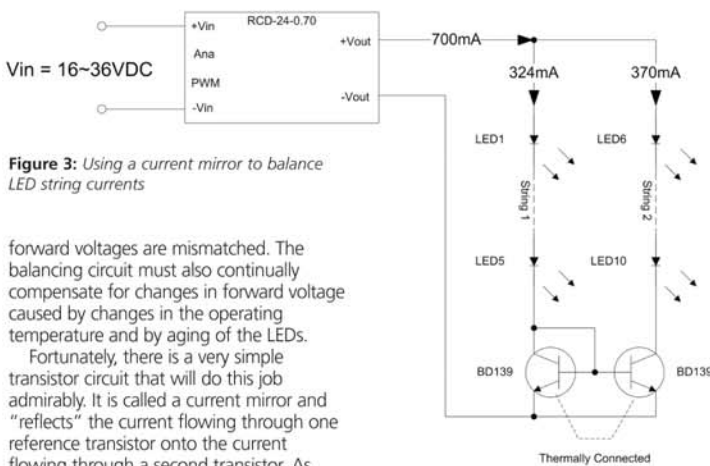 RCD-24-0.70
+Vin
+Vout
Ana
Vin = 16~36VDC
PWM
-Vin
-Vout
700mA
324mA
370mA
LED1
LED6
String 1
String 2
LED5
LED10
BD139
BD139
Thermally Connected
Figure 3: Using a current mirror to balance
LED string currents
forward voltages are mismatched. The
balancing circuit must also continually
compensate for changes in forward voltage
caused by changes in the operating
temperature and by aging of the LEDs.
Fortunately, there is a very simple
transistor circuit that will do this job
admirably. It is called a current mirror and
"reflects" the current flowing through one
reference transistor onto the current
flowing through a second transistor. As